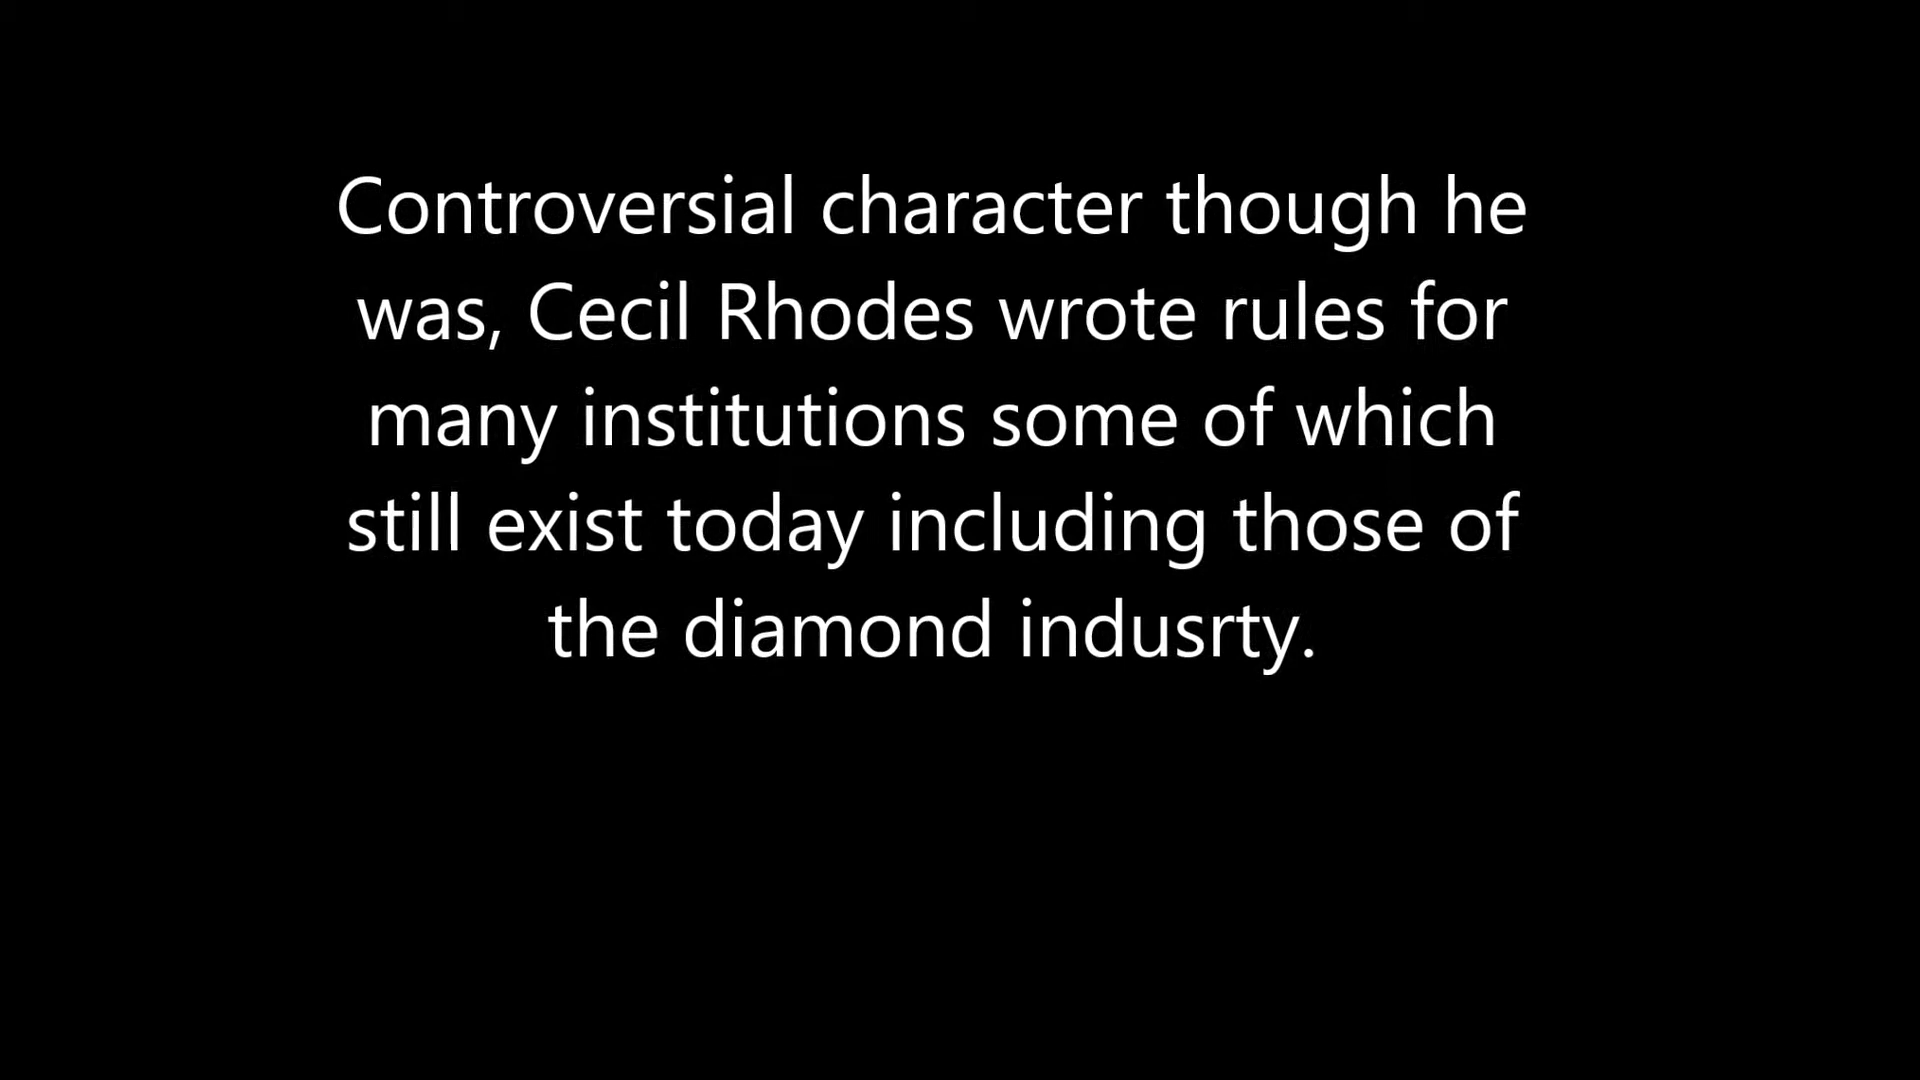 Controversial character though he
was, Cecil Rhodes wrote rules for
many institutions some of which
still exist today including those of
the diamond indusrty.